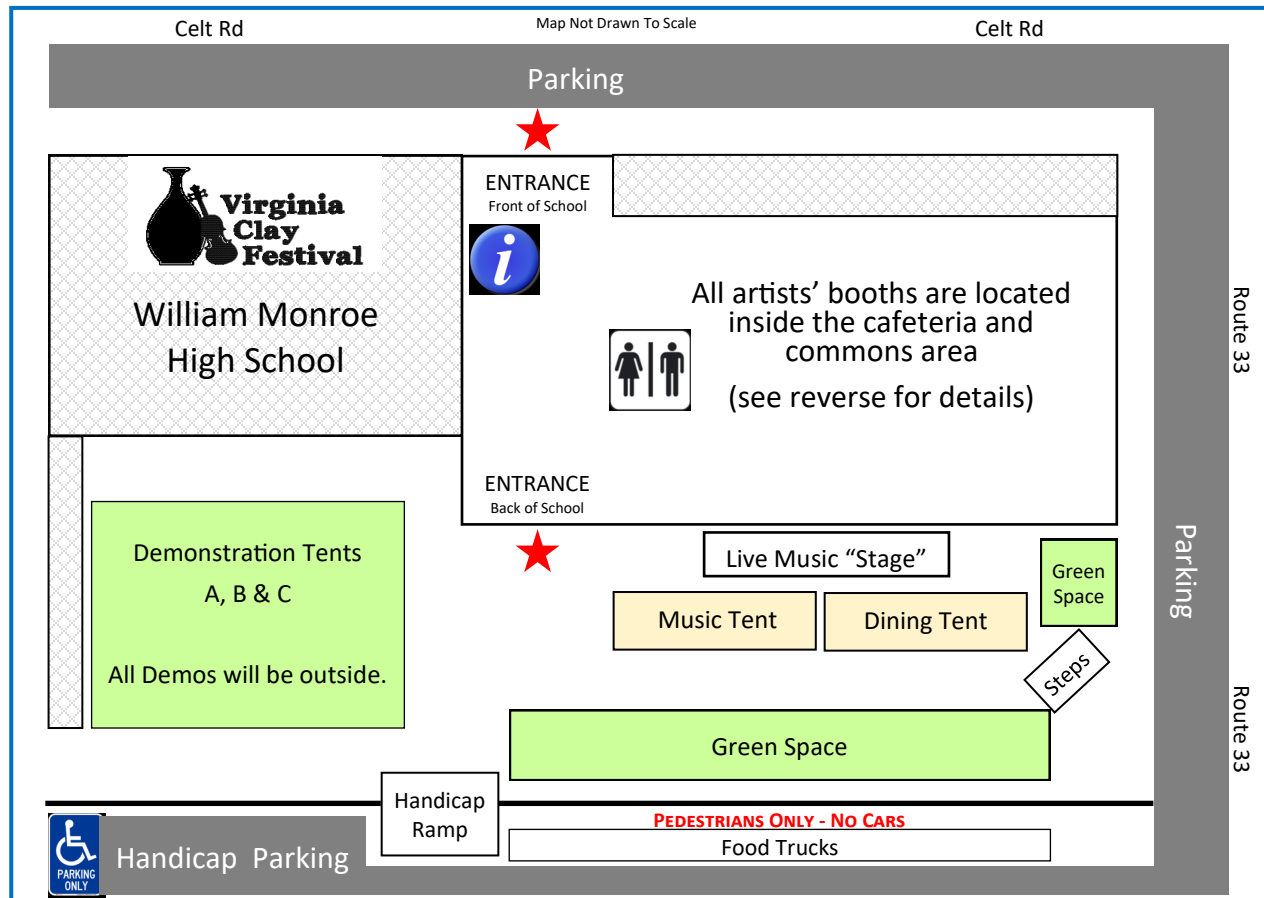 Celt Rd
Map Not Drawn To Scale
Celt Rd
Parking
Virginia
Clay
Festival
William Monroe
High School
ENTRANCE
Front of School
i
All artists’ booths are located
inside the cafeteria and
commons area
(see reverse for details)
Route 33
ENTRANCE
Back of School
Demonstration Tents
A, B & C
All Demos will be outside.
Live Music “Stage”
Music Tent
Dining Tent
Green
Space
Steps
Parking
Route 33
Green Space
Handicap
Ramp
PEDESTRIANS ONLY - NO CARS
Food Trucks
PARKING
ONLY
Handicap Parking